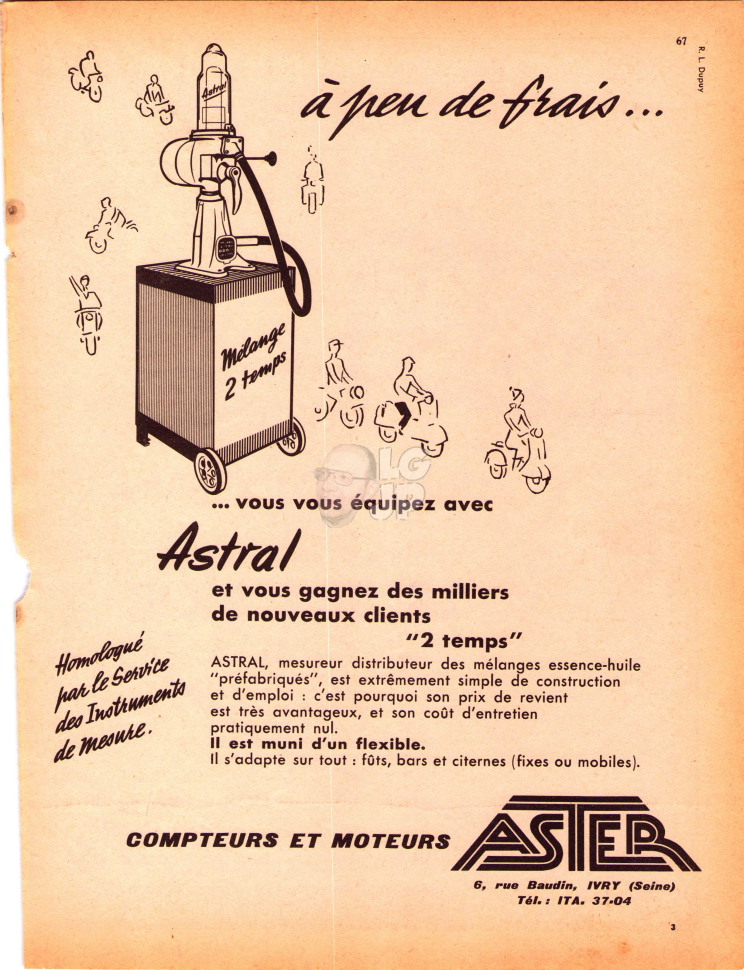 67
R. L. Dupuy
à peu de frais...
Astral
Mélange
2 temps
LG
UP
... vous vous équipez avec
Astral
et vous gagnez des milliers
de nouveaux clients
"2 temps"
Homologué
par le Service
des Instruments
de Mesure.
ASTRAL, mesureur distributeur des mélanges essence-huile
"préfabriqués", est extrêmement simple de construction
et d'emploi : c'est pourquoi son prix de revient
est très avantageux, et son coût d'entretien
pratiquement nul.
Il est muni d'un flexible.
Il s'adapte sur tout : fûts, bars et citernes (fixes ou mobiles).
COMPTEURS ET MOTEURS
ASTER
6, rue Baudin, IVRY (Seine)
Tél. : ITA. 37-04
3